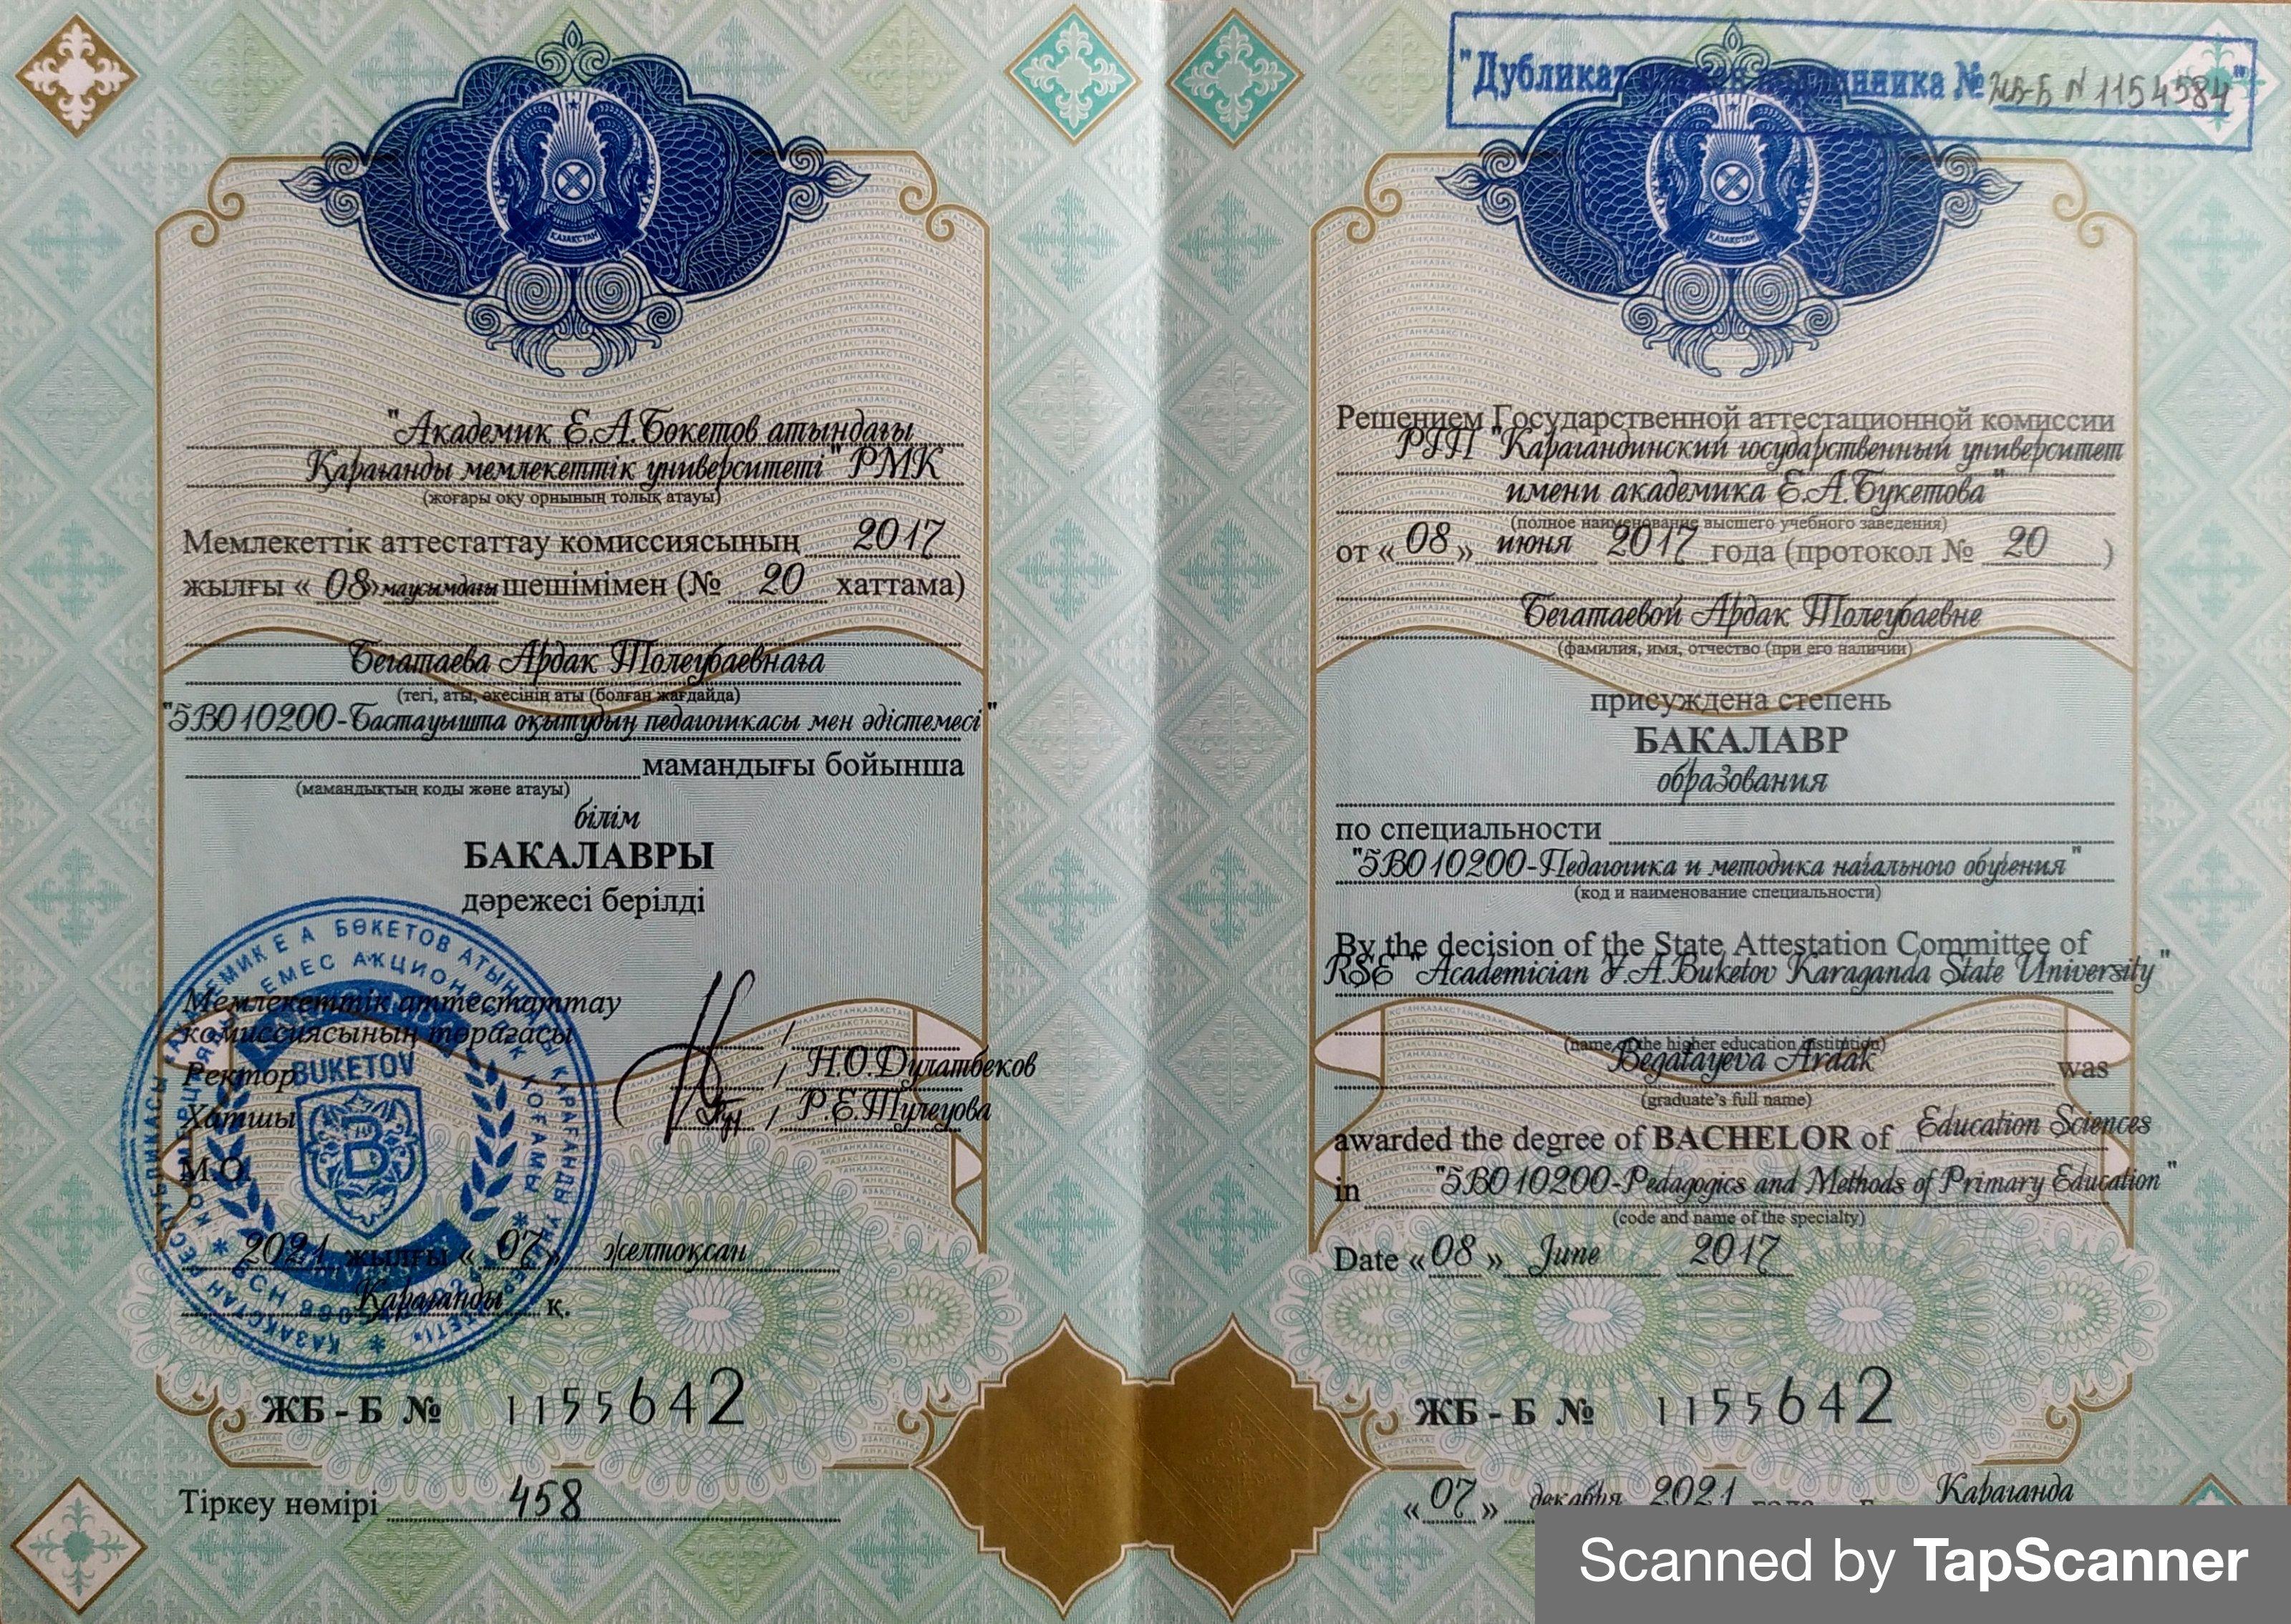 "Академик Е.А.Бөкетов атындағы
Қарағанды мемлекеттік университеті" РМК
(жоғары оқу орнының толық атауы)
Мемлекеттік аттестаттау комиссиясының 2017
жылғы « 08» маусымдағы шешімімен (№ 20 хаттама)
Бегатаева Ардак Толеубаевнаға
(тегі, аты, әкесінің аты (болған жағдайда)
"5В010200-Бастауышта оқытудың педагогикасы мен әдістемесі"
мамандығы бойынша
(мамандықтың коды және атауы)
білім
БАКАЛАВРЫ
дәрежесі берілді
Мемлекеттік аттестаттау
комиссиясының төрағасы /
Ректор / Н.О.Дулатбеков
Хатшы / Р.Е.Тулеуова
М.О.
BUKETOV
2021 жылғы « 07 » желтоқсан
Қарағанды қ.
ЖБ - Б № 1155642
Тіркеу нөмірі 458
"Дубликат подлинника № ЖБ-Б N 1154584"
ҚАЗАҚСТАН
Решением Государственной аттестационной комиссии
РГП "Карагандинский государственный университет
имени академика Е.А.Букетова"
(полное наименование высшего учебного заведения)
от « 08 » июня 2017 года (протокол № 20 )
Бегатаевой Ардак Толеубаевне
(фамилия, имя, отчество (при его наличии)
присуждена степень
БАКАЛАВР
образования
по специальности
"5В010200-Педагогика и методика начального обучения"
(код и наименование специальности)
By the decision of the State Attestation Committee of
RSE "Academician Y.A.Buketov Karaganda State University"
(name of the higher education institution)
Begatayeva Ardak was
(graduate's full name)
awarded the degree of BACHELOR of Education Sciences
in "5B010200-Pedagogics and Methods of Primary Education"
(code and name of the specialty)
Date « 08 » June 2017
ЖБ - Б № 1155642
« 07 » декабря 2021 года г. Караганда
Scanned by TapScanner